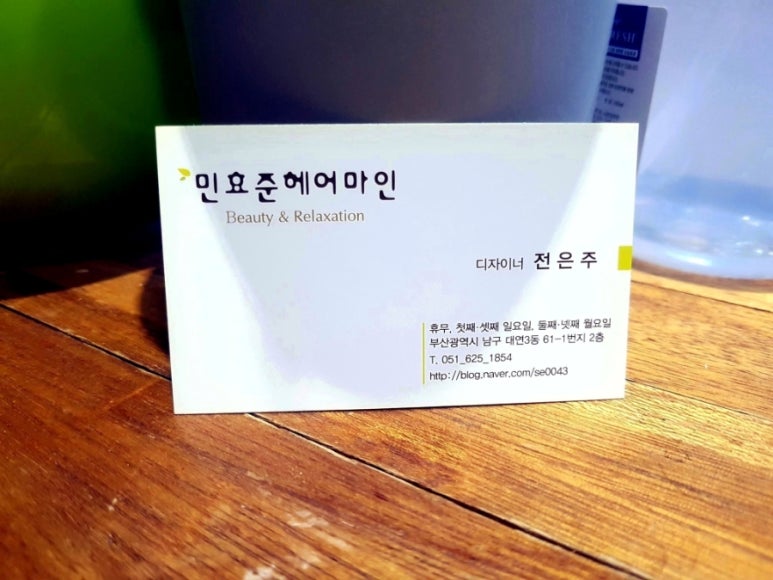 민효준헤어마인
Beauty & Relaxation
디자이너 전은주
휴무, 첫째·셋째 일요일, 둘째·넷째 월요일
부산광역시 남구 대연3동 61-1번지 2층
T. 051_625_1854
http://blog.naver.com/se0043
RESH